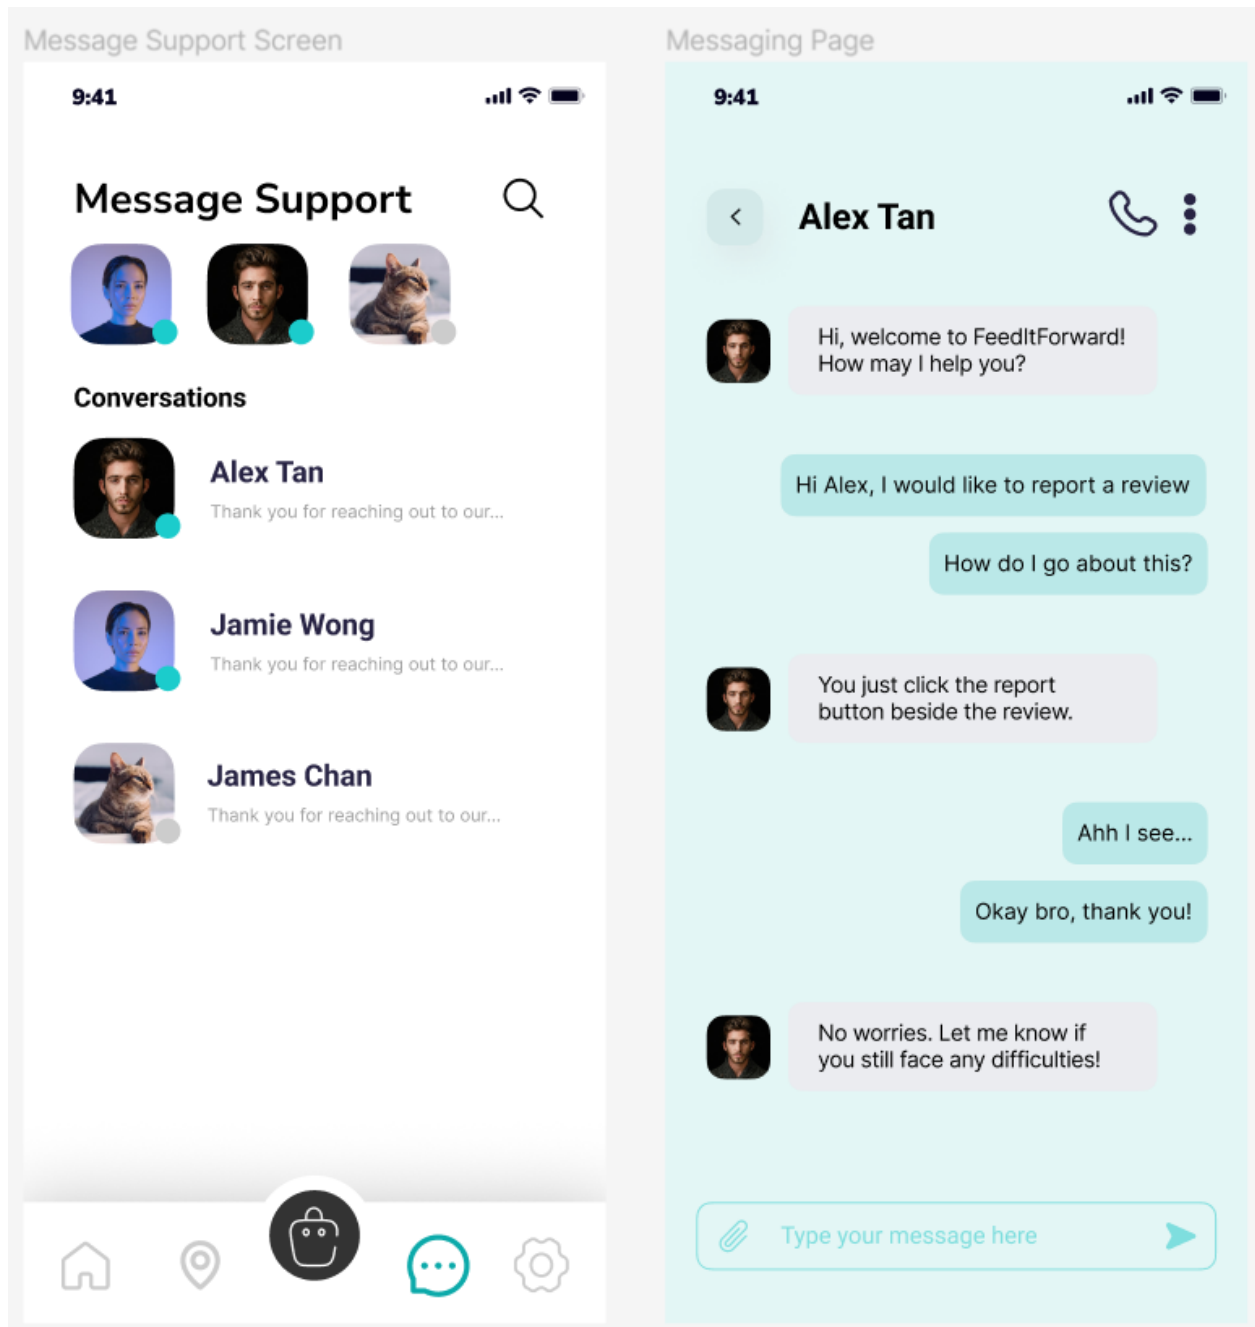 Message Support Screen
9:41
Message Support
Conversations
Alex Tan
Thank you for reaching out to our...
Jamie Wong
Thank you for reaching out to our...
James Chan
Thank you for reaching out to our...
Messaging Page
9:41
Alex Tan
Hi, welcome to FeedItForward!
How may I help you?
Hi Alex, I would like to report a review
How do I go about this?
You just click the report
button beside the review.
Ahh I see...
Okay bro, thank you!
No worries. Let me know if
you still face any difficulties!
Type your message here